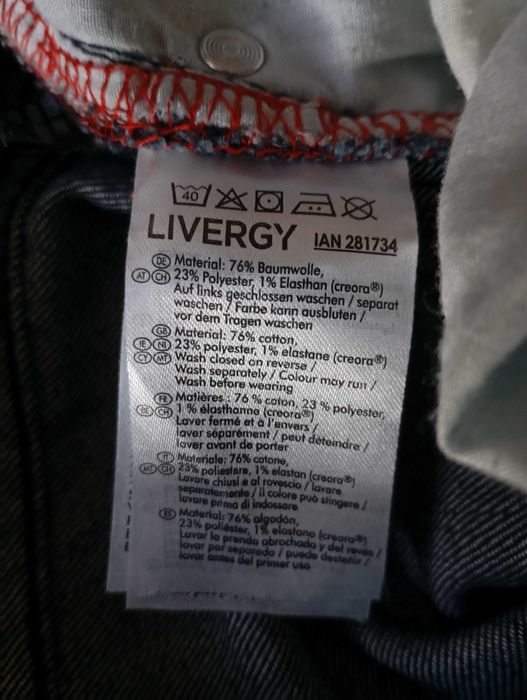 40
LIVERGY IAN 281734
DE Material: 76% Baumwolle,
AT CH 23% Polyester, 1% Elasthan (creora®)
Auf links geschlossen waschen / separat
waschen / Farbe kann ausbluten /
vor dem Tragen waschen
GB Material: 76% cotton,
IE NI 23% polyester, 1% elastane (creora®)
CY MT Wash closed on reverse /
Wash separately / Colour may run /
Wash before wearing
FR Matières : 76 % coton, 23 % polyester,
BE CH 1 % élasthanne (creora®)
Laver fermé et à l'envers /
laver séparément / peut déteindre /
laver avant de porter
IT Materiale: 76% cotone,
MT CH 23% poliestere, 1% elastan (creora®)
Lavare chiusi e al rovescio / lavare
separatamente / il colore può stingere /
lavare prima di indossare
ES Material: 76% algodón,
23% poliéster, 1% elastano (creora®)
Lavar la prenda abrochada y del revés /
lavar por separado / puede desteñir /
lavar antes del primer uso